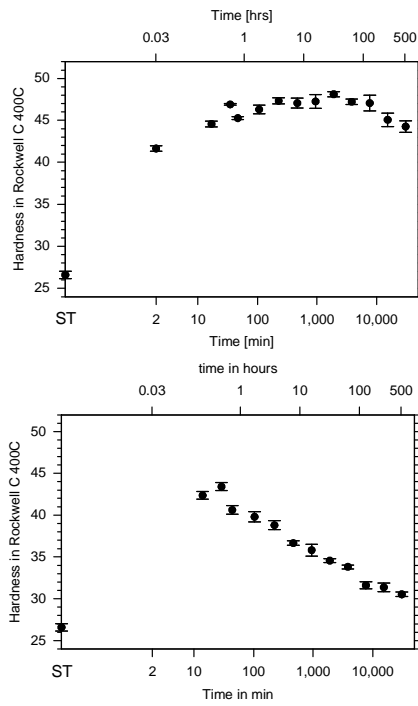 Time [hrs]
0.03 1 10 100 500
50
45
40
35
30
25
Hardness in Rockwell C 400C
ST 2 10 100 1,000 10,000
Time [min]
time in hours
0.03 1 10 100 500
50
45
40
35
30
25
Hardness in Rockwell C 400C
ST 2 10 100 1,000 10,000
Time in min